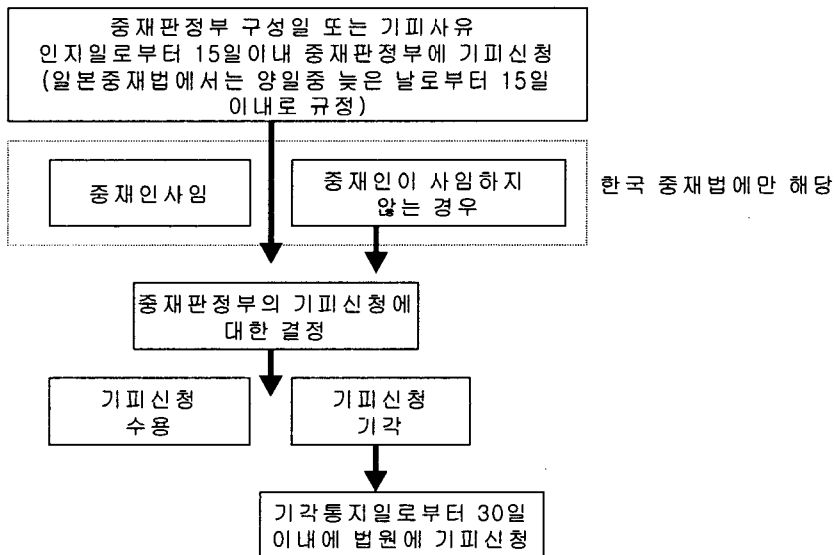 중재판정부 구성일 또는 기피사유
인지일로부터 15일이내 중재판정부에 기피신청
(일본중재법에서는 양일중 늦은 날로부터 15일
이내로 규정)
중재인사임
중재인이 사임하지
않는 경우
한국 중재법에만 해당
중재판정부의 기피신청에
대한 결정
기피신청
수용
기피신청
기각
기각통지일로부터 30일
이내에 법원에 기피신청